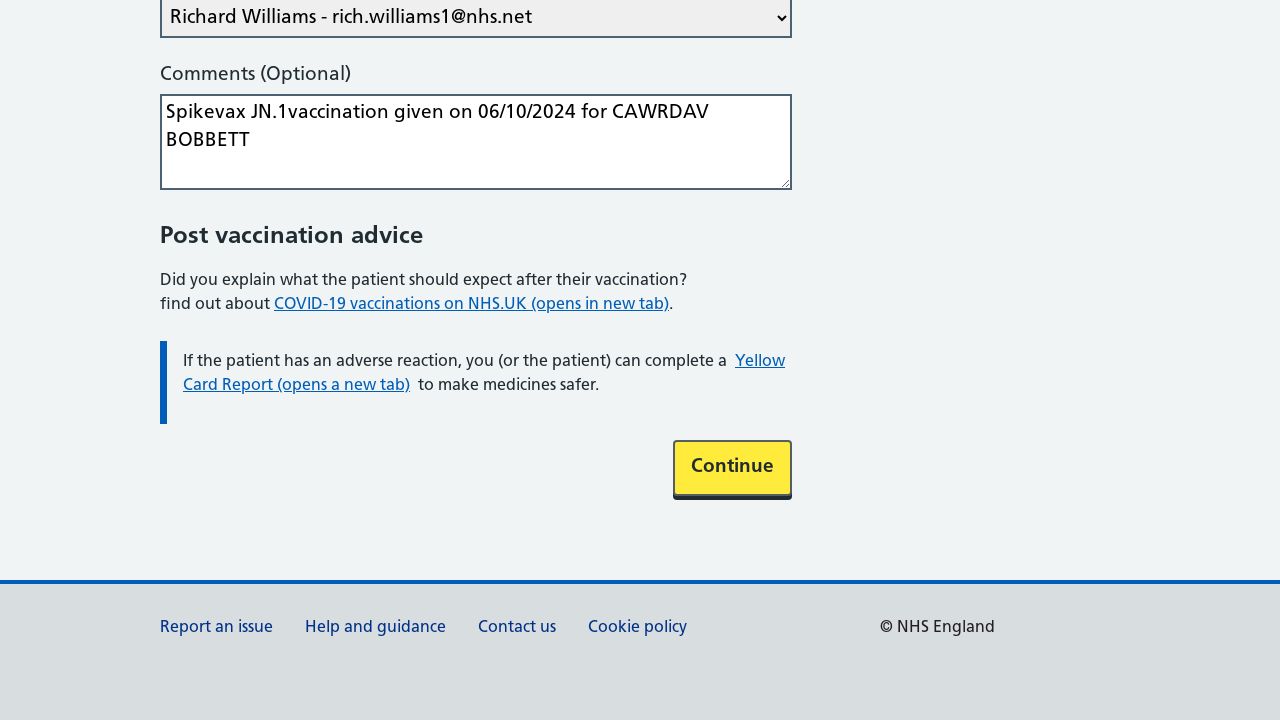 Richard Williams - rich.williams1@nhs.net
Comments (Optional)
Spikevax JN.1vaccination given on 06/10/2024 for CAWRDAV
BOBBETT
Post vaccination advice
Did you explain what the patient should expect after their vaccination?
find out about COVID-19 vaccinations on NHS.UK (opens in new tab).
If the patient has an adverse reaction, you (or the patient) can complete a Yellow
Card Report (opens a new tab) to make medicines safer.
Continue
Report an issue Help and guidance Contact us Cookie policy © NHS England